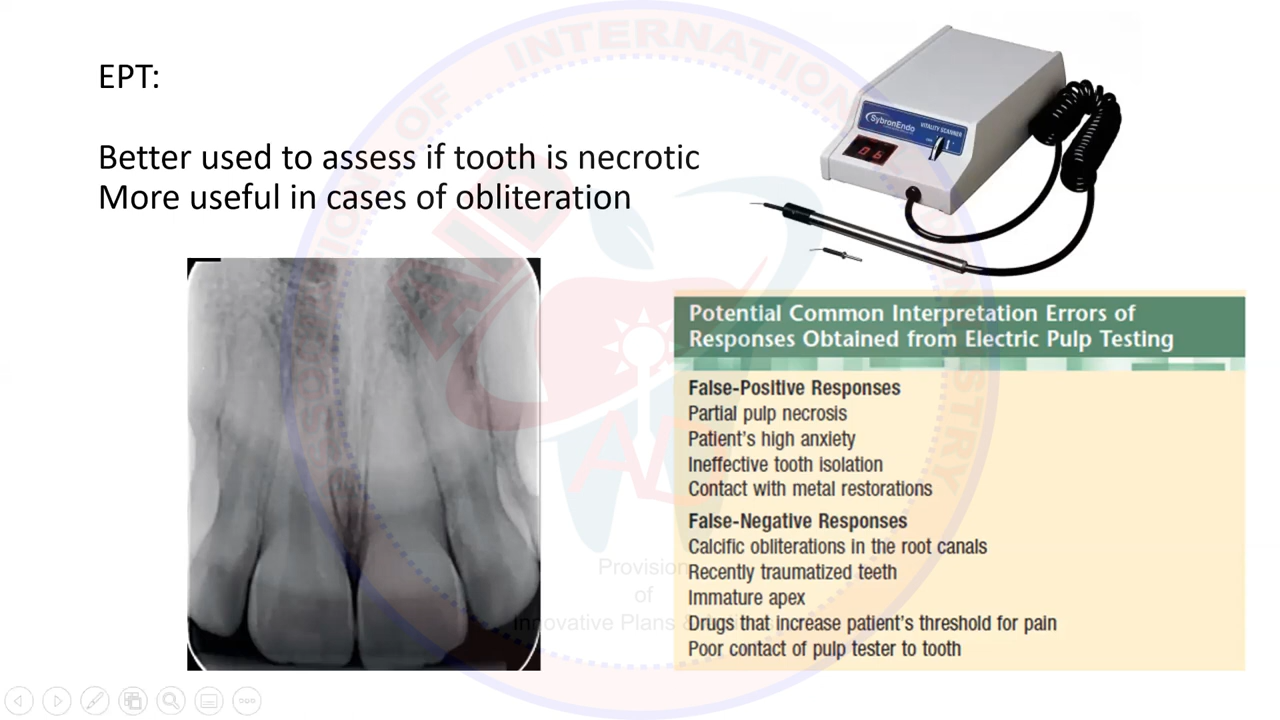 EPT:
Better used to assess if tooth is necrotic
More useful in cases of obliteration
SybronEndo
VITALITY SCANNER
Potential Common Interpretation Errors of
Responses Obtained from Electric Pulp Testing
False-Positive Responses
Partial pulp necrosis
Patient's high anxiety
Ineffective tooth isolation
Contact with metal restorations
False-Negative Responses
Calcific obliterations in the root canals
Recently traumatized teeth
Immature apex
Drugs that increase patient's threshold for pain
Poor contact of pulp tester to tooth
INTERNATIONAL
AID
Provision
of
Innovative Plans &